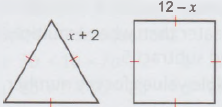 12 – x
x + 2